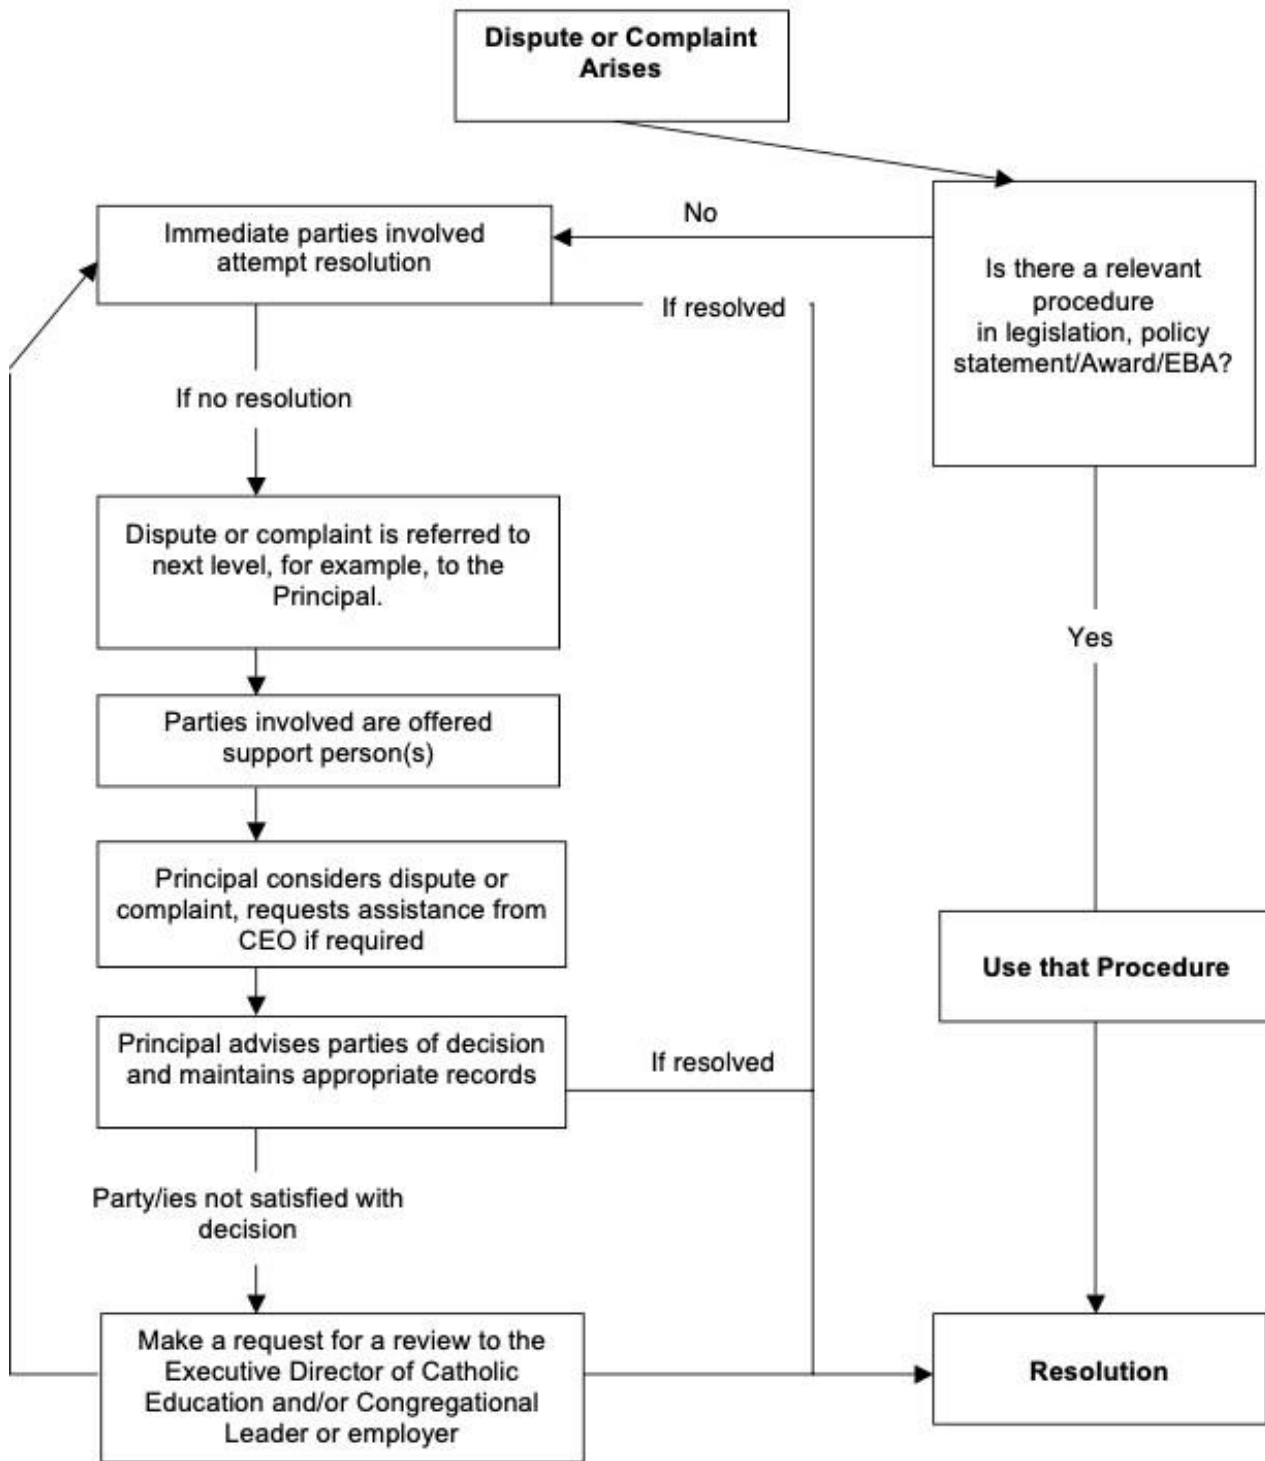 Dispute or Complaint
Arises
No
Immediate parties involved
attempt resolution
Is there a relevant
procedure
in legislation, policy
statement/Award/EBA?
If resolved
If no resolution
Dispute or complaint is referred to
next level, for example, to the
Principal.
Yes
Parties involved are offered
support person(s)
Principal considers dispute or
complaint, requests assistance from
CEO if required
Use that Procedure
Principal advises parties of decision
and maintains appropriate records
If resolved
Party/ies not satisfied with
decision
Make a request for a review to the
Executive Director of Catholic
Education and/or Congregational
Leader or employer
Resolution